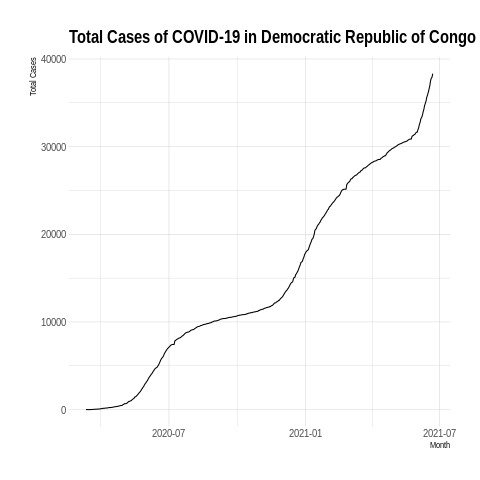 Total Cases of COVID-19 in Democratic Republic of Congo
Total Cases
40000
30000
20000
10000
0
2020-07
2021-01
2021-07
Month